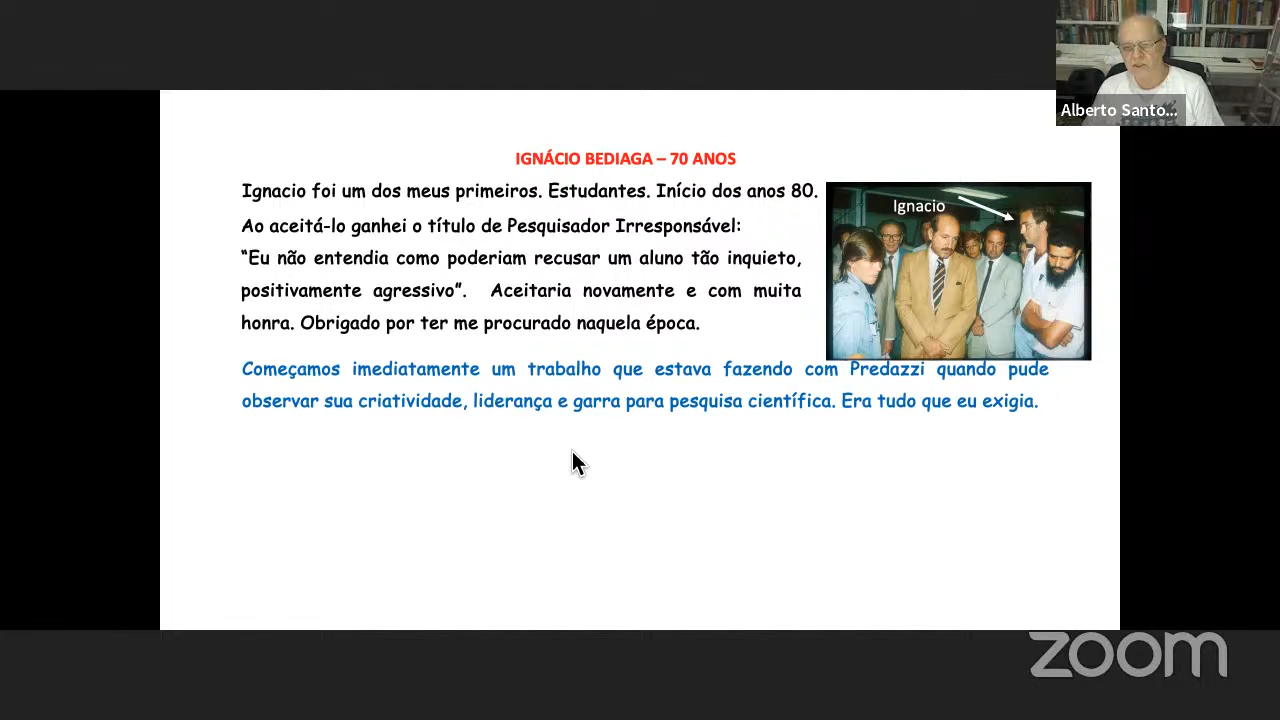 Alberto Santo...
IGNÁCIO BEDIAGA – 70 ANOS
Ignacio foi um dos meus primeiros. Estudantes. Início dos anos 80.
Ignacio
Ao aceitá-lo ganhei o título de Pesquisador Irresponsável:
“Eu não entendia como poderiam recusar um aluno tão inquieto,
positivamente agressivo”. Aceitaria novamente e com muita
honra. Obrigado por ter me procurado naquela época.
Começamos imediatamente um trabalho que estava fazendo com Predazzi quando pude
observar sua criatividade, liderança e garra para pesquisa científica. Era tudo que eu exigia.
zoom